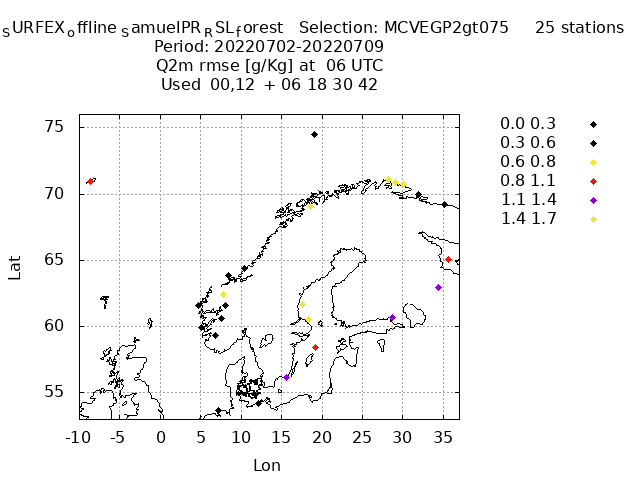 SURFEXoffline SamuelPRRSLforest Selection: MCVEGP2gt075 25 stations
Period: 20220702-20220709
Q2m rmse [g/Kg] at 06 UTC
Used 00,12 + 06 18 30 42
75
70
65
60
55
-10 -5 0 5 10 15 20 25 30 35
Lat
Lon
0.0 0.3
0.3 0.6
0.6 0.8
0.8 1.1
1.1 1.4
1.4 1.7